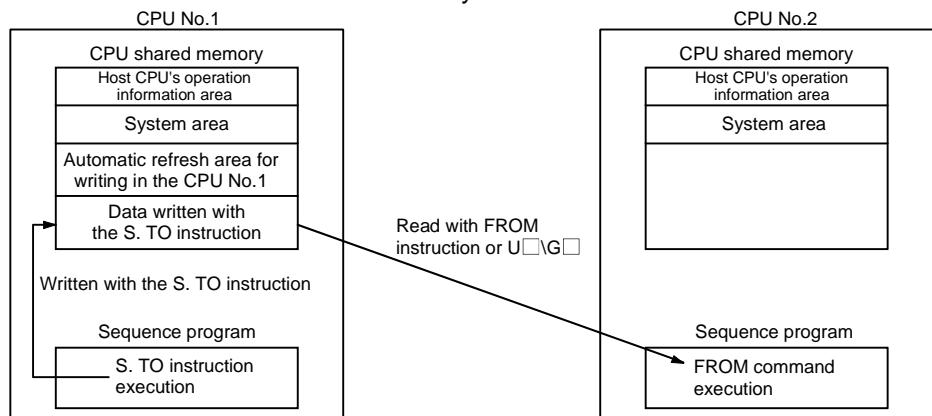 CPU No.1
CPU shared memory
Host CPU's operation
information area
System area
Automatic refresh area for
writing in the CPU No.1
Data written with
the S. TO instruction
Written with the S. TO instruction
Sequence program
S. TO instruction
execution
Read with FROM
instruction or U□\G□
CPU No.2
CPU shared memory
Host CPU's operation
information area
System area
Sequence program
FROM command
execution